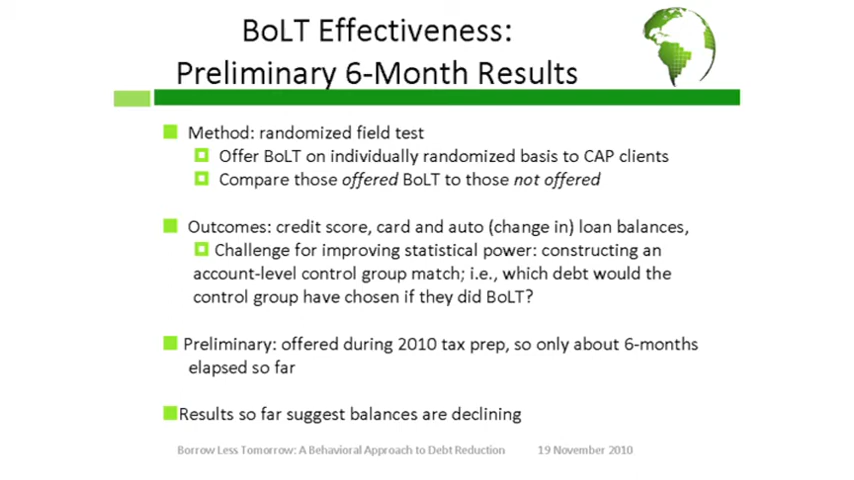 BoLT Effectiveness:
Preliminary 6-Month Results
Method: randomized field test
Offer BoLT on individually randomized basis to CAP clients
Compare those offered BoLT to those not offered
Outcomes: credit score, card and auto (change in) loan balances,
Challenge for improving statistical power: constructing an
account-level control group match; i.e., which debt would the
control group have chosen if they did BoLT?
Preliminary: offered during 2010 tax prep, so only about 6-months
elapsed so far
Results so far suggest balances are declining
Borrow Less Tomorrow: A Behavioral Approach to Debt Reduction 19 November 2010